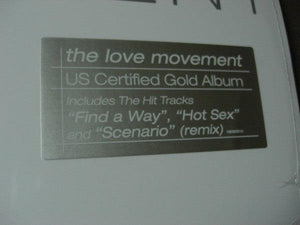 the love movement
US Certified Gold Album
Includes The Hit Tracks
"Find a Way", "Hot Sex"
and "Scenario" (remix)